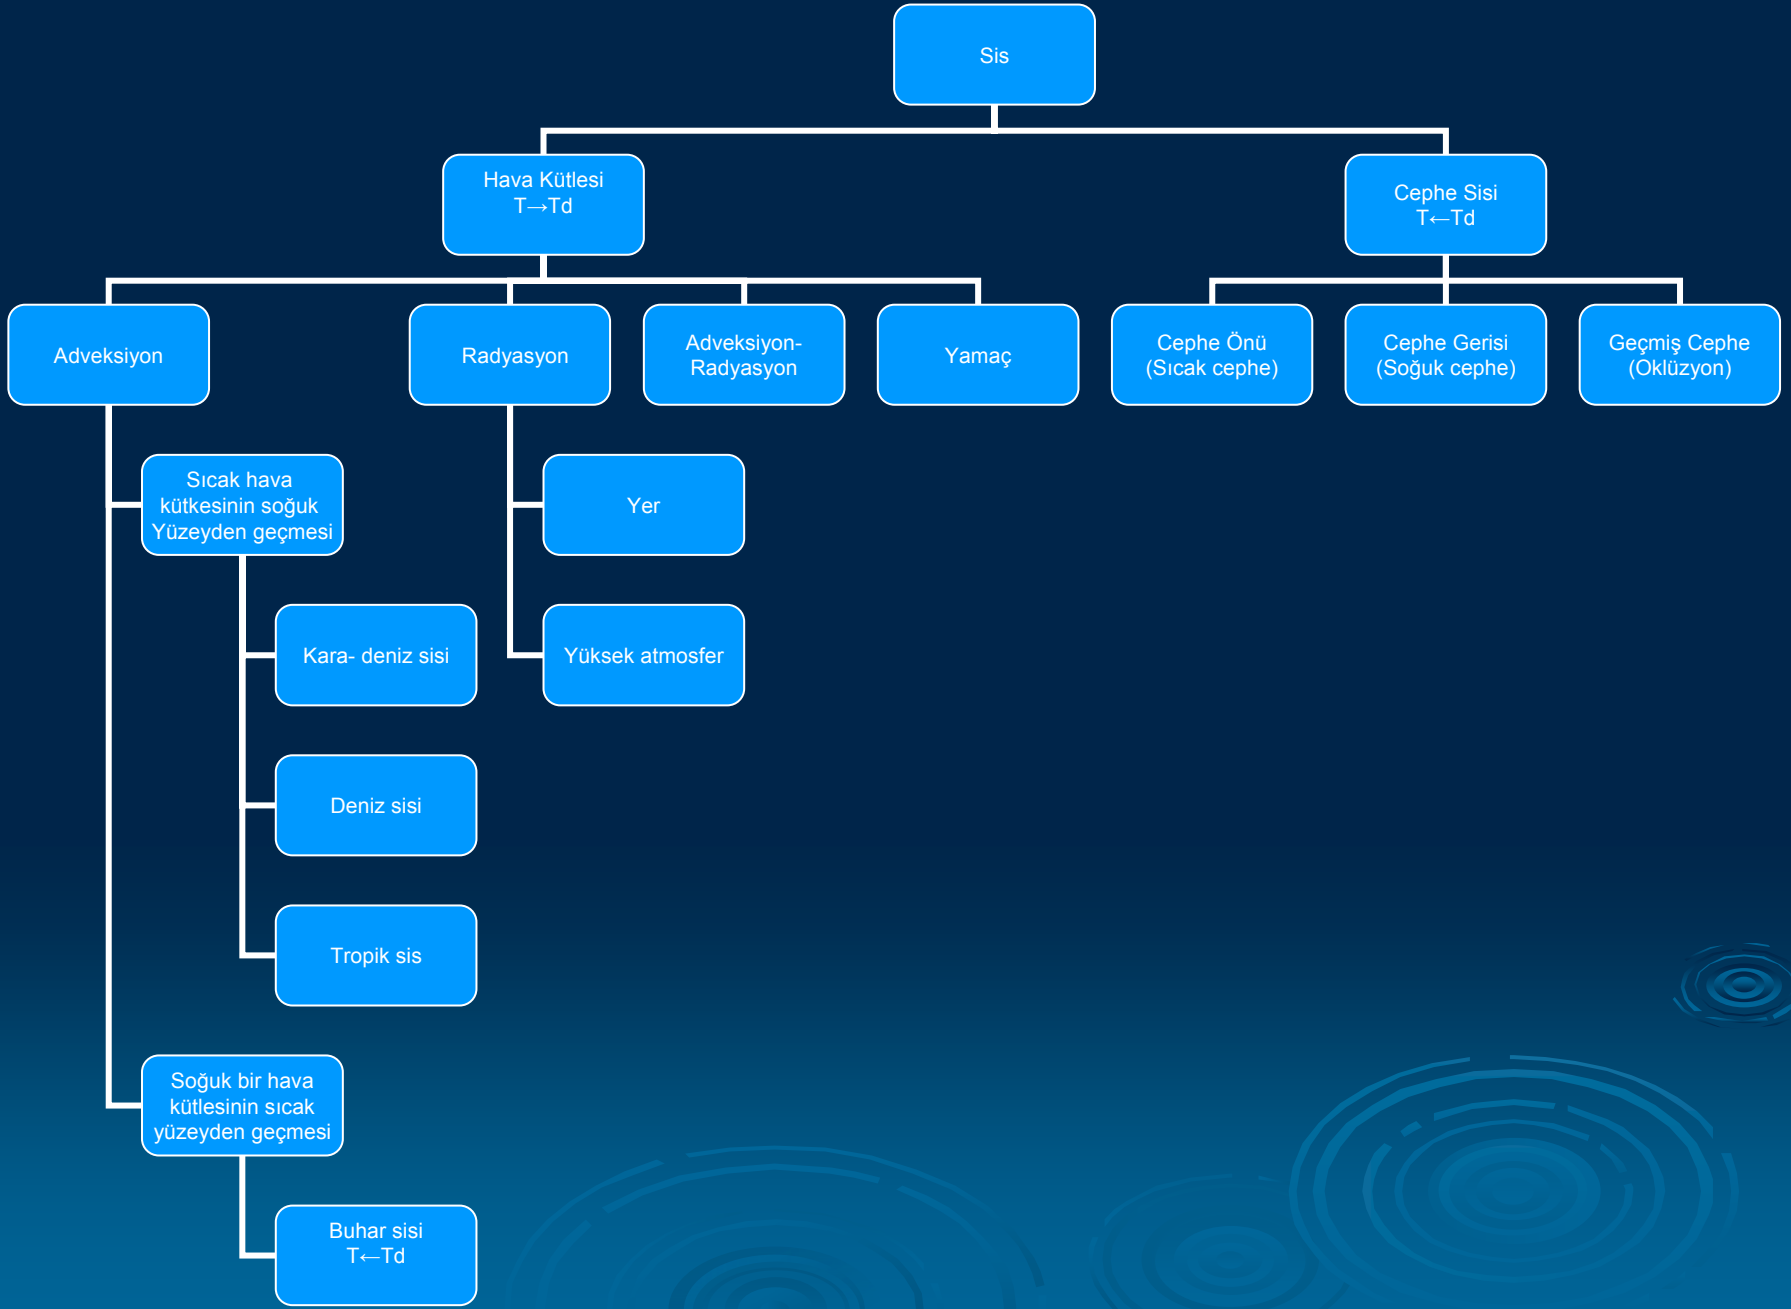 Sis
Hava Kütlesi
T→Td
Cephe Sisi
T←Td
Adveksiyon
Radyasyon
Adveksiyon-
Radyasyon
Yamaç
Cephe Önü
(Sıcak cephe)
Cephe Gerisi
(Soğuk cephe)
Geçmiş Cephe
(Oklüzyon)
Sıcak hava
kütkesinin soğuk
Yüzeyden geçmesi
Yer
Kara- deniz sisi
Yüksek atmosfer
Deniz sisi
Tropik sis
Soğuk bir hava
kütlesinin sıcak
yüzeyden geçmesi
Buhar sisi
T←Td